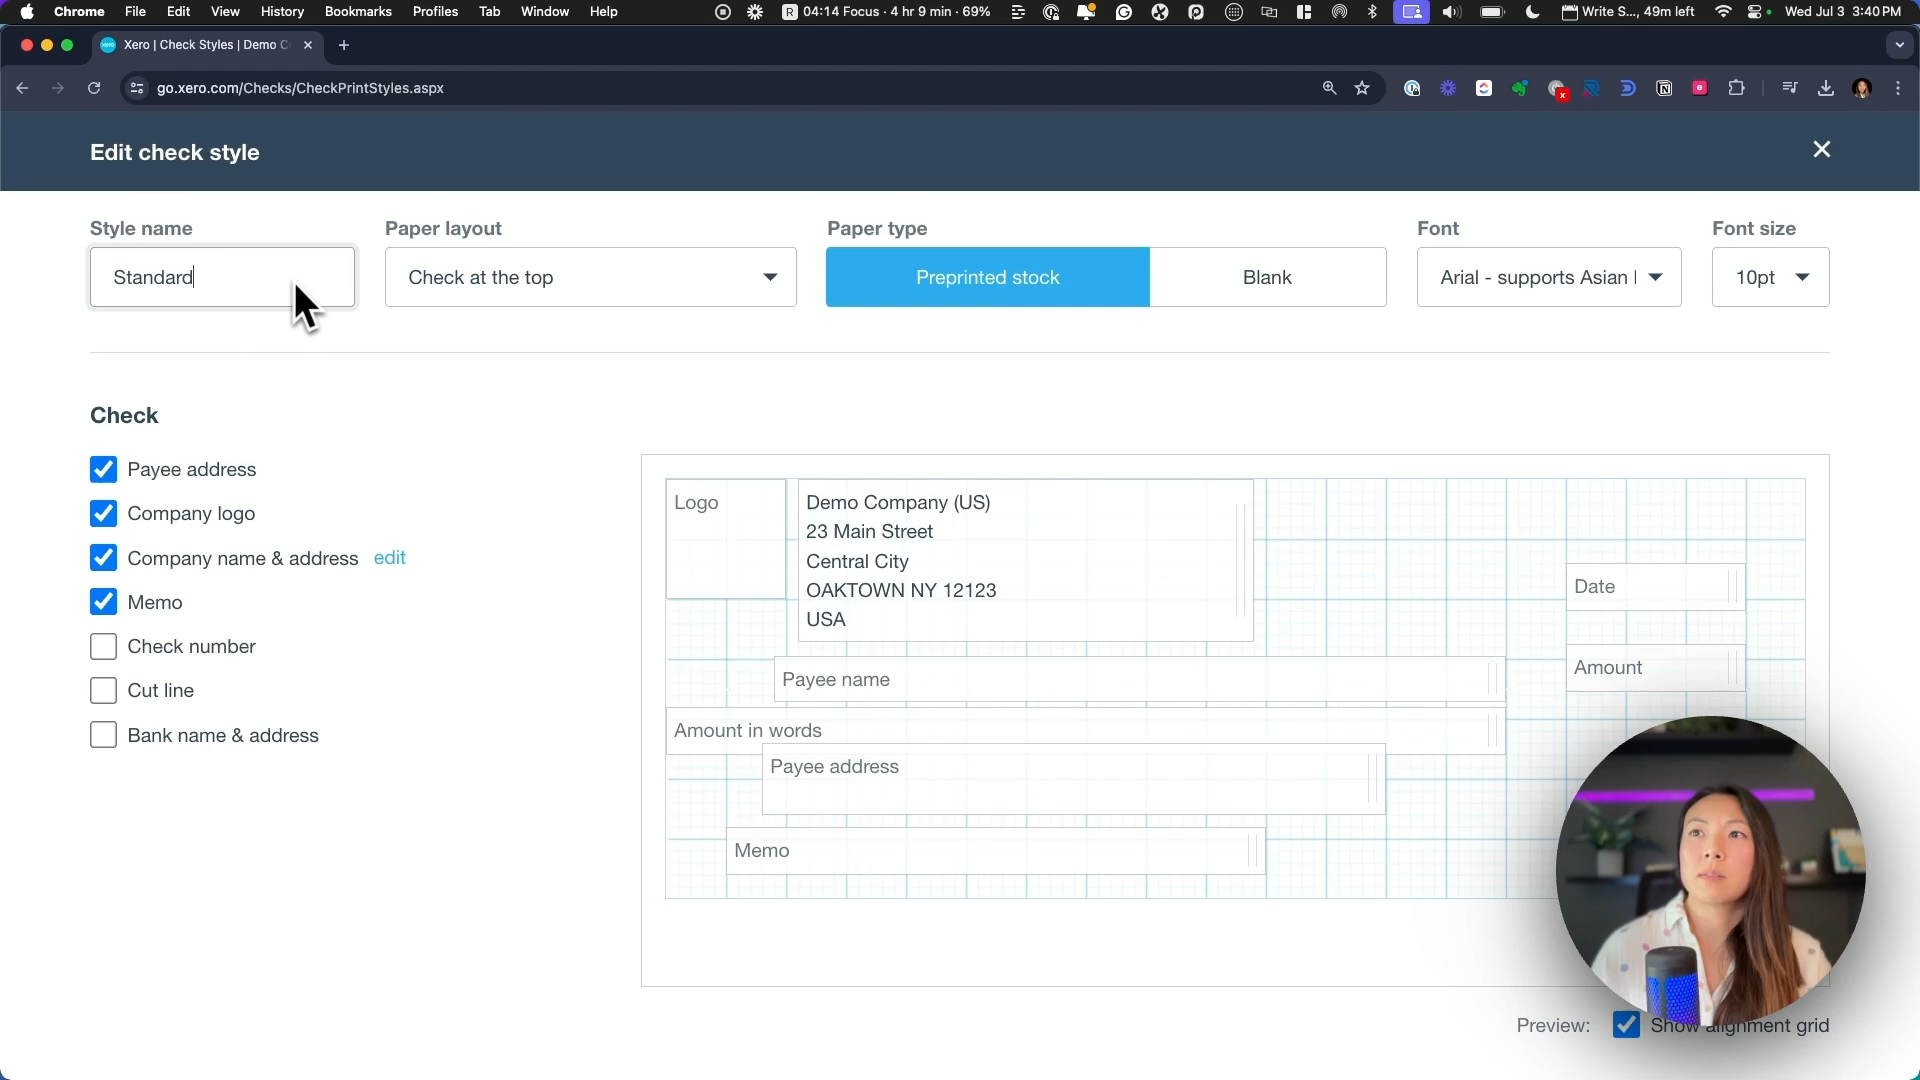 Chrome File Edit View History Bookmarks Profiles Tab Window Help R 04:14 Focus · 4 hr 9 min · 69% Write S..., 49m left Wed Jul 3 3:40 PM
xero Xero | Check Styles | Demo C
go.xero.com/Checks/CheckPrintStyles.aspx
Edit check style
Style name Paper layout Paper type Font Font size
Standard Check at the top Preprinted stock Blank Arial - supports Asian 10pt
Check
Payee address
Company logo
Company name & address edit
Memo
Check number
Cut line
Bank name & address
Logo
Demo Company (US)
23 Main Street
Central City
OAKTOWN NY 12123
USA
Date
Payee name
Amount
Amount in words
Payee address
Memo
Preview: Show alignment grid